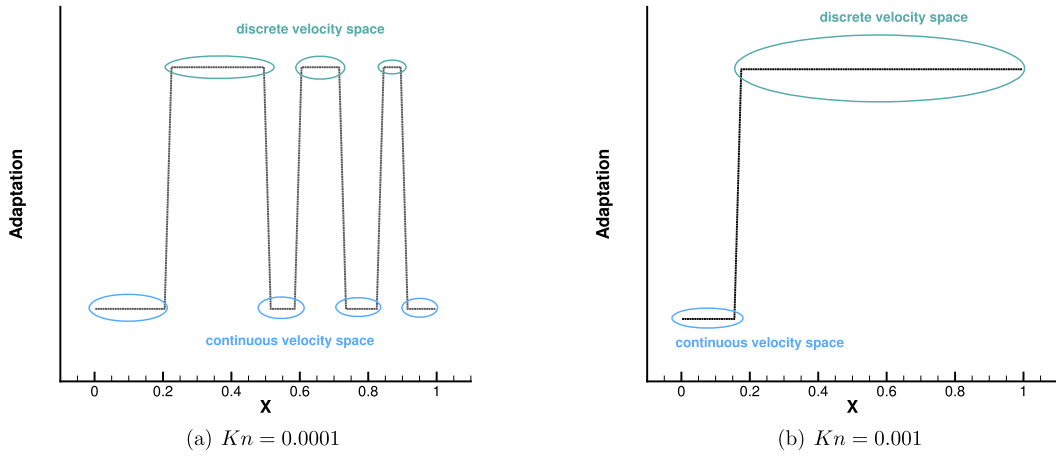 discrete velocity space
Adaptation
continuous velocity space
0 0.2 0.4 0.6 0.8 1
X
(a) Kn = 0.0001
discrete velocity space
Adaptation
continuous velocity space
0 0.2 0.4 0.6 0.8 1
X
(b) Kn = 0.001